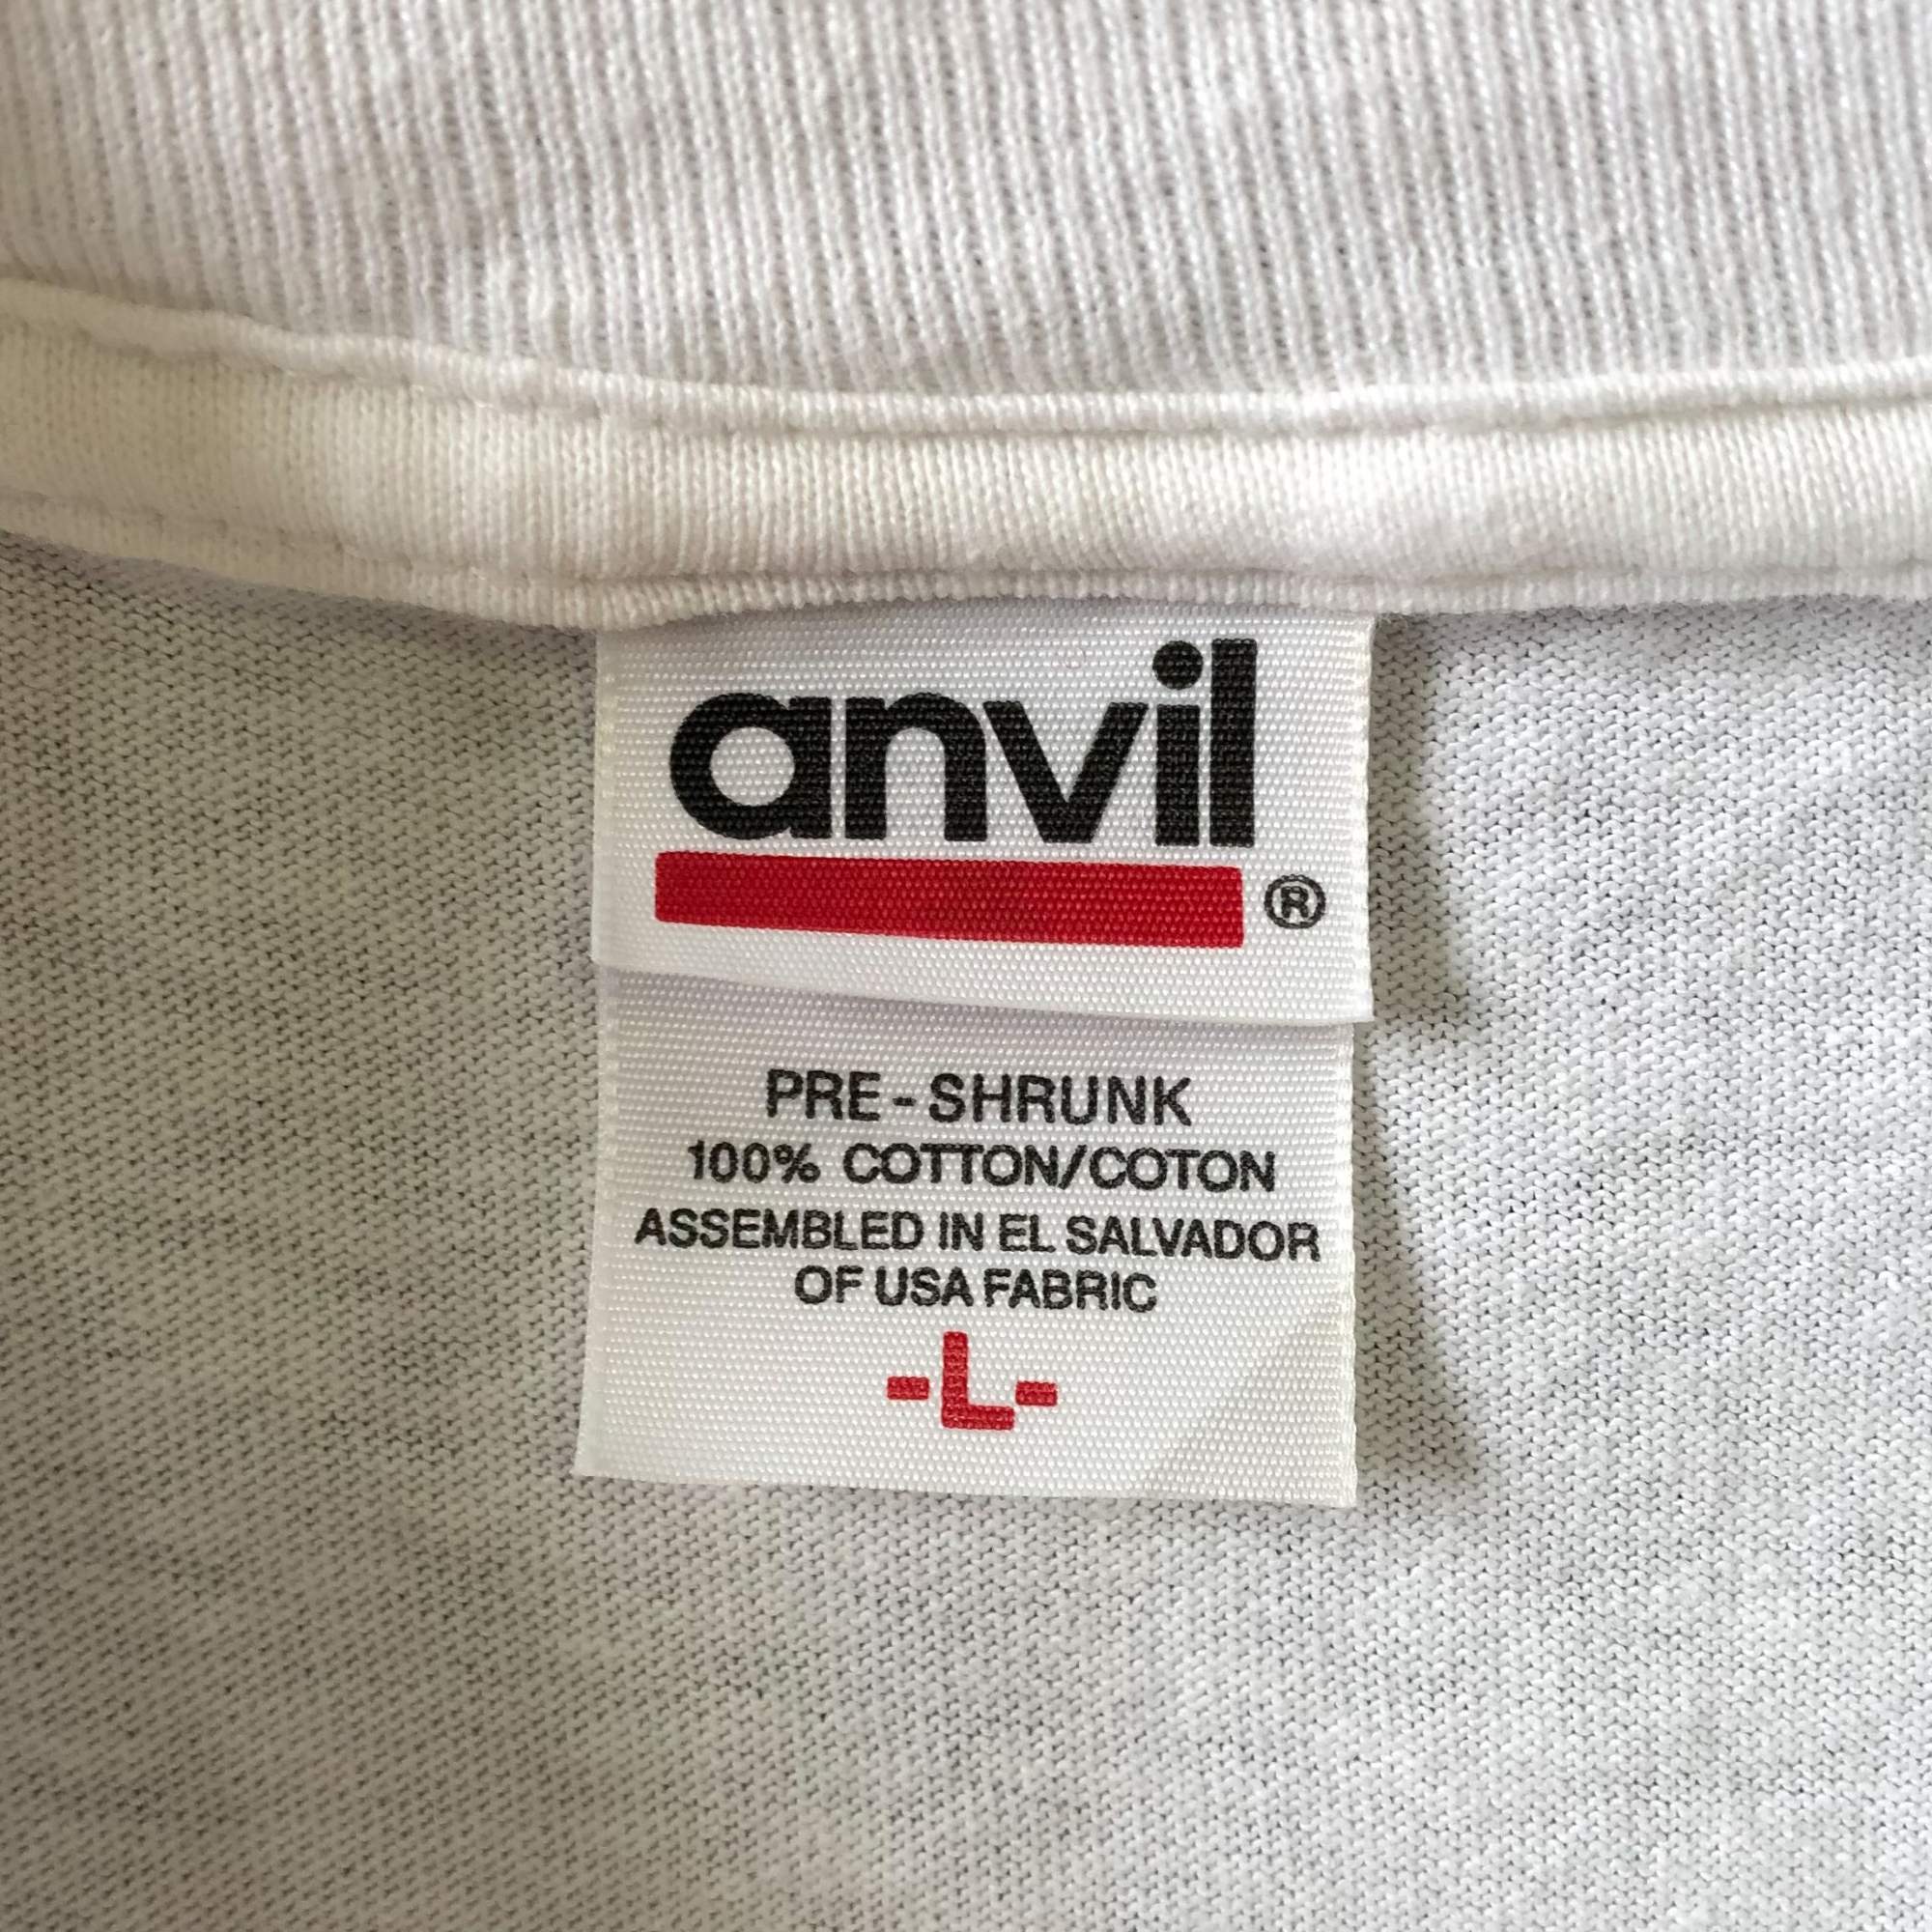 anvil
®
PRE-SHRUNK
100% COTTON/COTON
ASSEMBLED IN EL SALVADOR
OF USA FABRIC
-L-